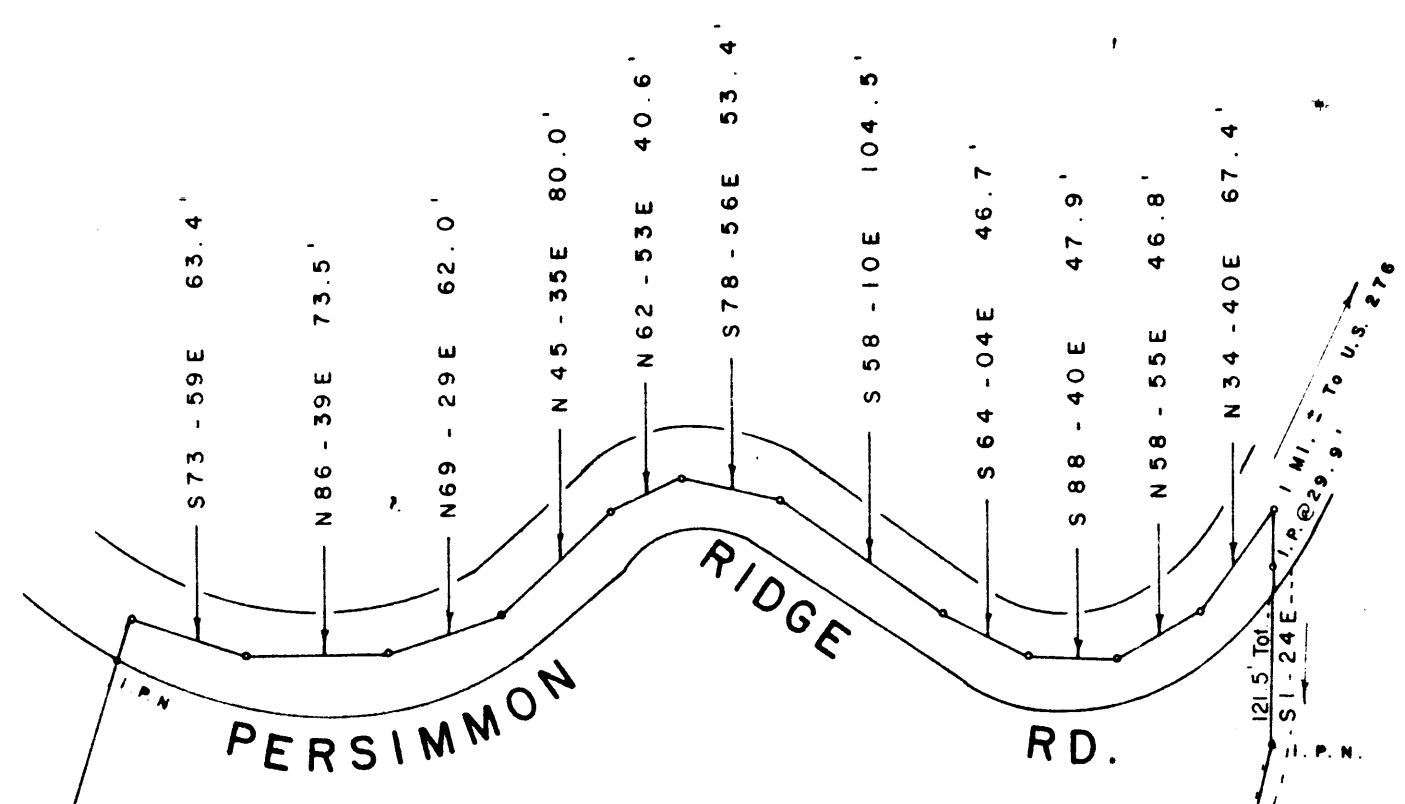 S73-59E 63.4'
N86-39E 73.5'
N69-29E 62.0'
N 45-35E 80.0'
N 62-53E 40.6'
S78-56E 53.4'
S 58-10E 104.5'
S 64-04E 46.7'
S 88-40E 47.9'
N 58-55E 46.8'
N 34-40E 67.4'
1 MI. ± To U.S. 276
I.P. @ 29.9'
121.5' Tot.
S1-24E
I.P.N.
I.P.N
PERSIMMON RIDGE RD.